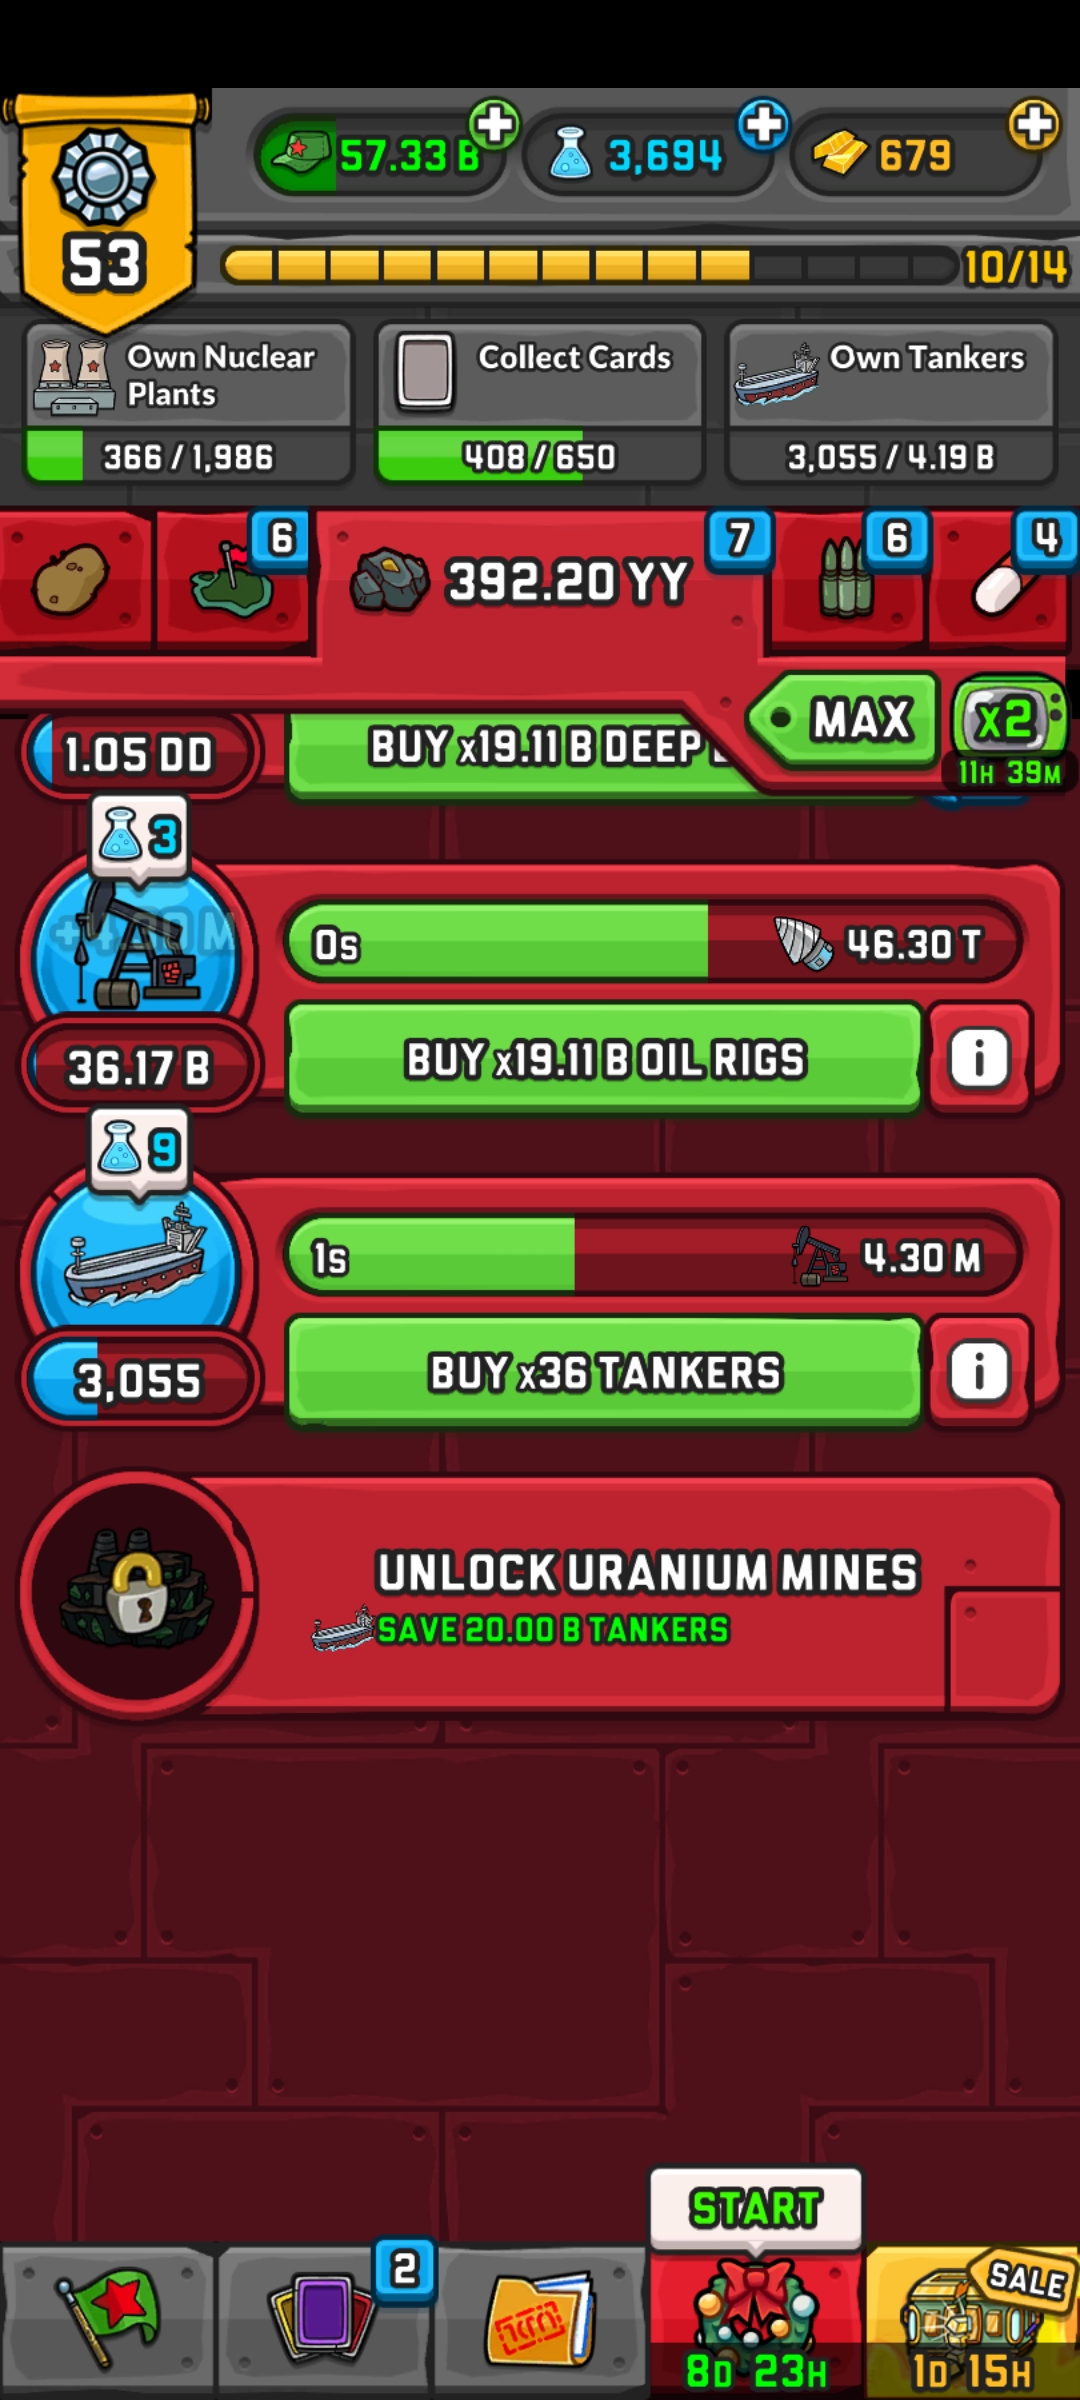 57.33 B
3,694
679
53
10/14
Own Nuclear
Plants
366 / 1,986
Collect Cards
408 / 650
Own Tankers
3,055 / 4.19 B
6
392.20 YY
7
6
4
MAX
x2
11H 39M
1.05 DD
BUY x19.11 B DEEP
3
0s
46.30 T
36.17 B
BUY x19.11 B OIL RIGS
i
9
1s
4.30 M
3,055
BUY x36 TANKERS
i
UNLOCK URANIUM MINES
SAVE 20.00 B TANKERS
START
2
SALE
8D 23H
1D 15H